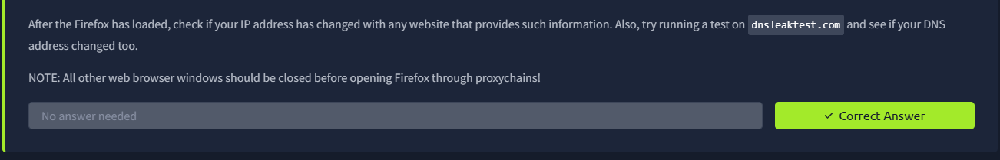 After the Firefox has loaded, check if your IP address has changed with any website that provides such information. Also, try running a test on dnsleaktest.com and see if your DNS
address changed too.
NOTE: All other web browser windows should be closed before opening Firefox through proxychains!
No answer needed
✓ Correct Answer